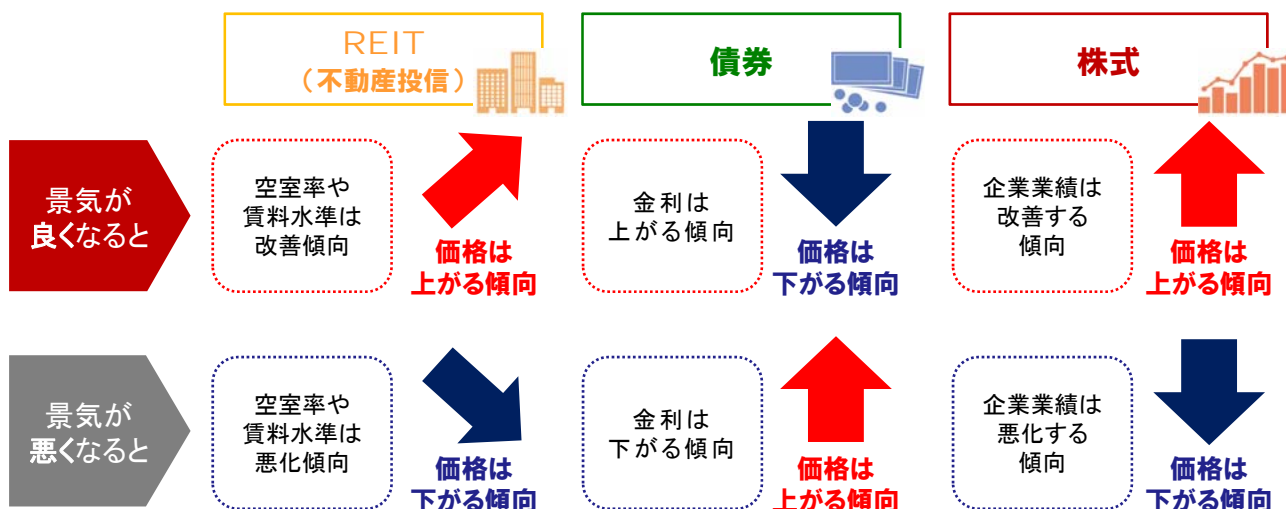 REIT
（不動産投信）
債券
株式
景気が
良くなると
空室率や
賃料水準は
改善傾向
価格は
上がる傾向
金利は
上がる傾向
価格は
下がる傾向
企業業績は
改善する
傾向
価格は
上がる傾向
景気が
悪くなると
空室率や
賃料水準は
悪化傾向
価格は
下がる傾向
金利は
下がる傾向
価格は
上がる傾向
企業業績は
悪化する
傾向
価格は
下がる傾向